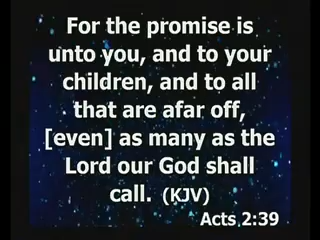 For the promise is
unto you, and to your
children, and to all
that are afar off,
[even] as many as the
Lord our God shall
call. (KJV)
Acts 2:39